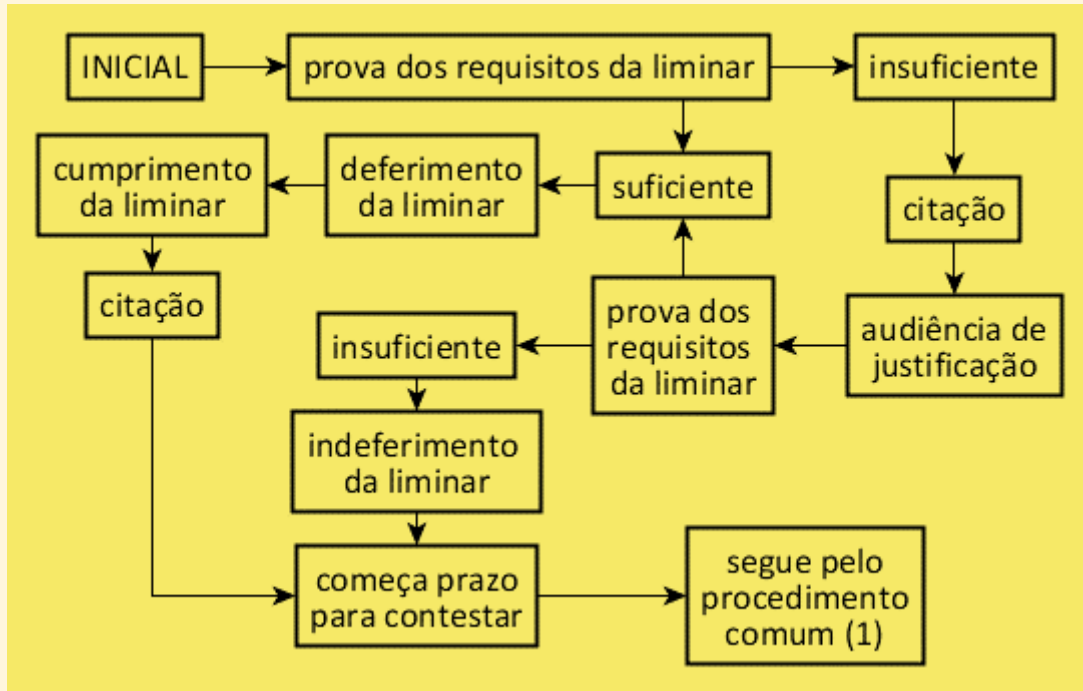 INICIAL
prova dos requisitos da liminar
insuficiente
cumprimento
da liminar
deferimento
da liminar
suficiente
citação
citação
insuficiente
prova dos
requisitos
da liminar
audiência de
justificação
indeferimento
da liminar
começa prazo
para contestar
segue pelo
procedimento
comum (1)